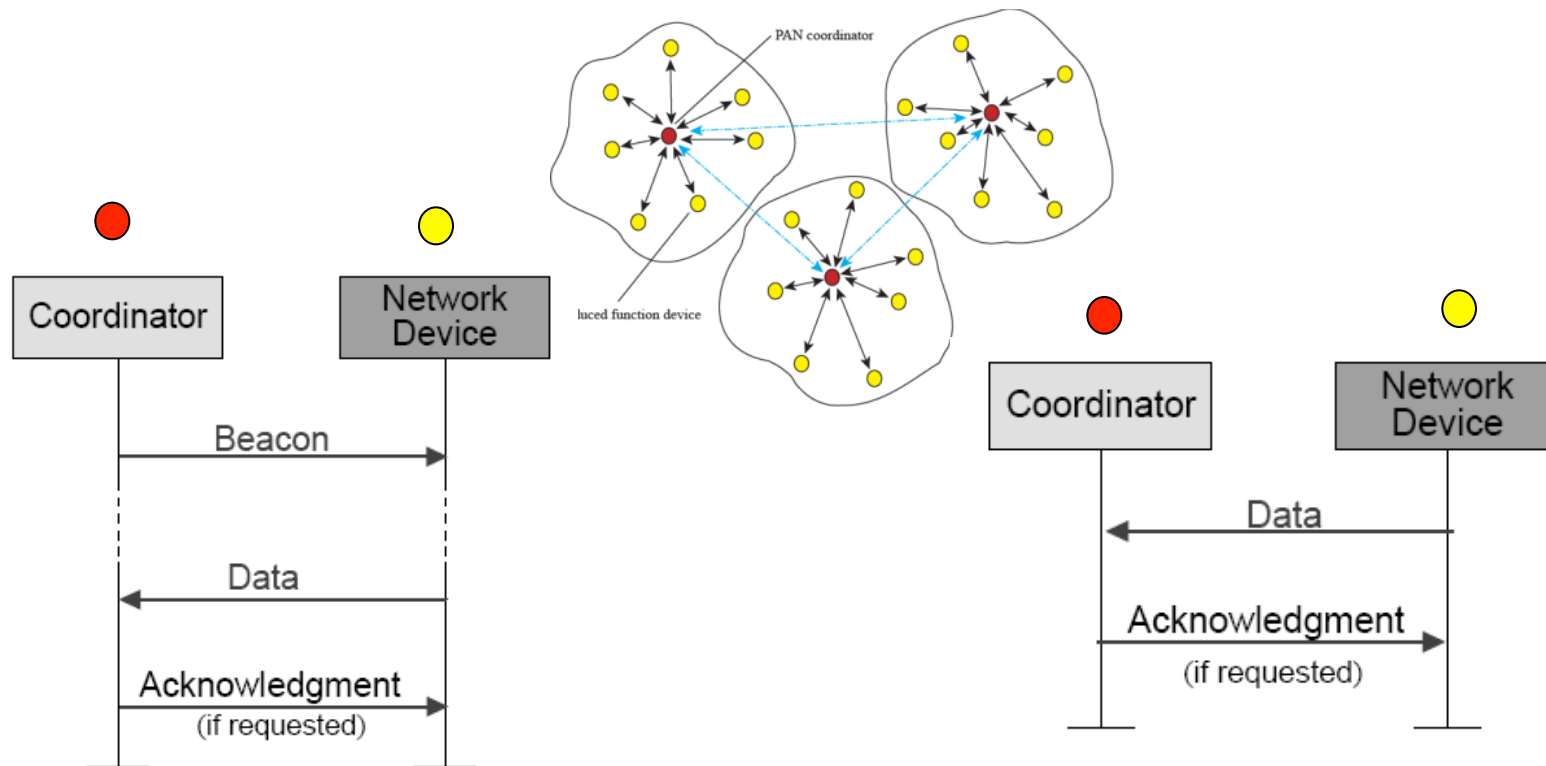 PAN coordinator
luced function device
Coordinator
Network
Device
Beacon
Data
Acknowledgment
(if requested)
Coordinator
Network
Device
Data
Acknowledgment
(if requested)